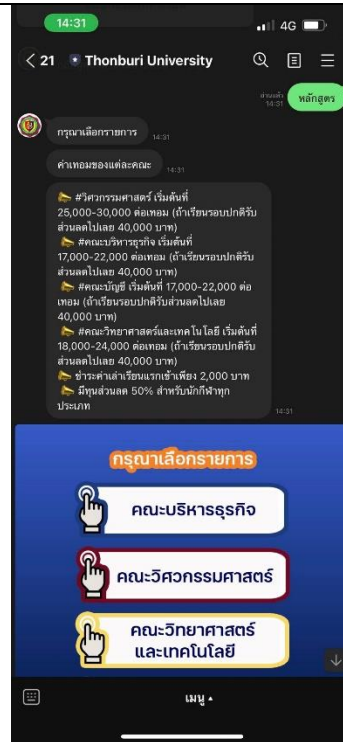 14:31
4G
21
Thonburi University
อ่านแล้ว
14:31
หลักสูตร
กรุณาเลือกรายการ
14:31
ค่าเทอมของแต่ละคณะ
14:31
#วิศวกรรมศาสตร์ เริ่มต้นที่
25,000-30,000 ต่อเทอม (ถ้าเรียนรอบปกติรับ
ส่วนลดไปเลย 40,000 บาท)
#คณะบริหารธุรกิจ เริ่มต้นที่
17,000-22,000 ต่อเทอม (ถ้าเรียนรอบปกติรับ
ส่วนลดไปเลย 40,000 บาท)
#คณะบัญชี เริ่มต้นที่ 17,000-22,000 ต่อ
เทอม (ถ้าเรียนรอบปกติรับส่วนลดไปเลย
40,000 บาท)
#คณะวิทยาศาสตร์และเทคโนโลยี เริ่มต้นที่
18,000-24,000 ต่อเทอม (ถ้าเรียนรอบปกติรับ
ส่วนลดไปเลย 40,000 บาท)
ชำระค่าเล่าเรียนแรกเข้าเพียง 2,000 บาท
มีทุนส่วนลด 50% สำหรับนักกีฬาทุก
ประเภท
14:31
กรุณาเลือกรายการ
คณะบริหารธุรกิจ
คณะวิศวกรรมศาสตร์
คณะวิทยาศาสตร์
และเทคโนโลยี
เมนู